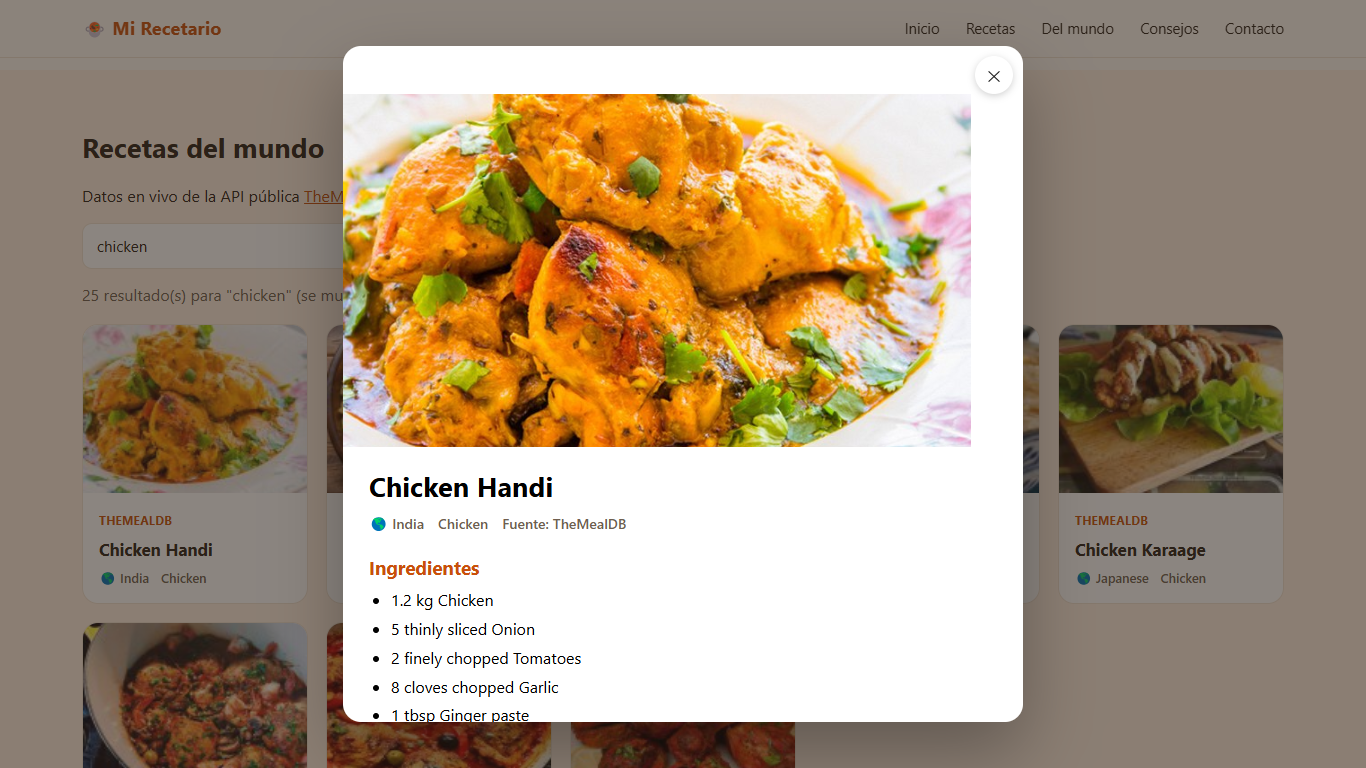 Mi Recetario
Inicio Recetas Del mundo Consejos Contacto
Recetas del mundo
Datos en vivo de la API pública TheM
chicken
25 resultado(s) para "chicken" (se mu
THEMEALDB
Chicken Handi
India Chicken
Chicken Handi
India Chicken Fuente: TheMealDB
Ingredientes
1.2 kg Chicken
5 thinly sliced Onion
2 finely chopped Tomatoes
8 cloves chopped Garlic
1 tbsp Ginger paste
THEMEALDB
Chicken Karaage
Japanese Chicken